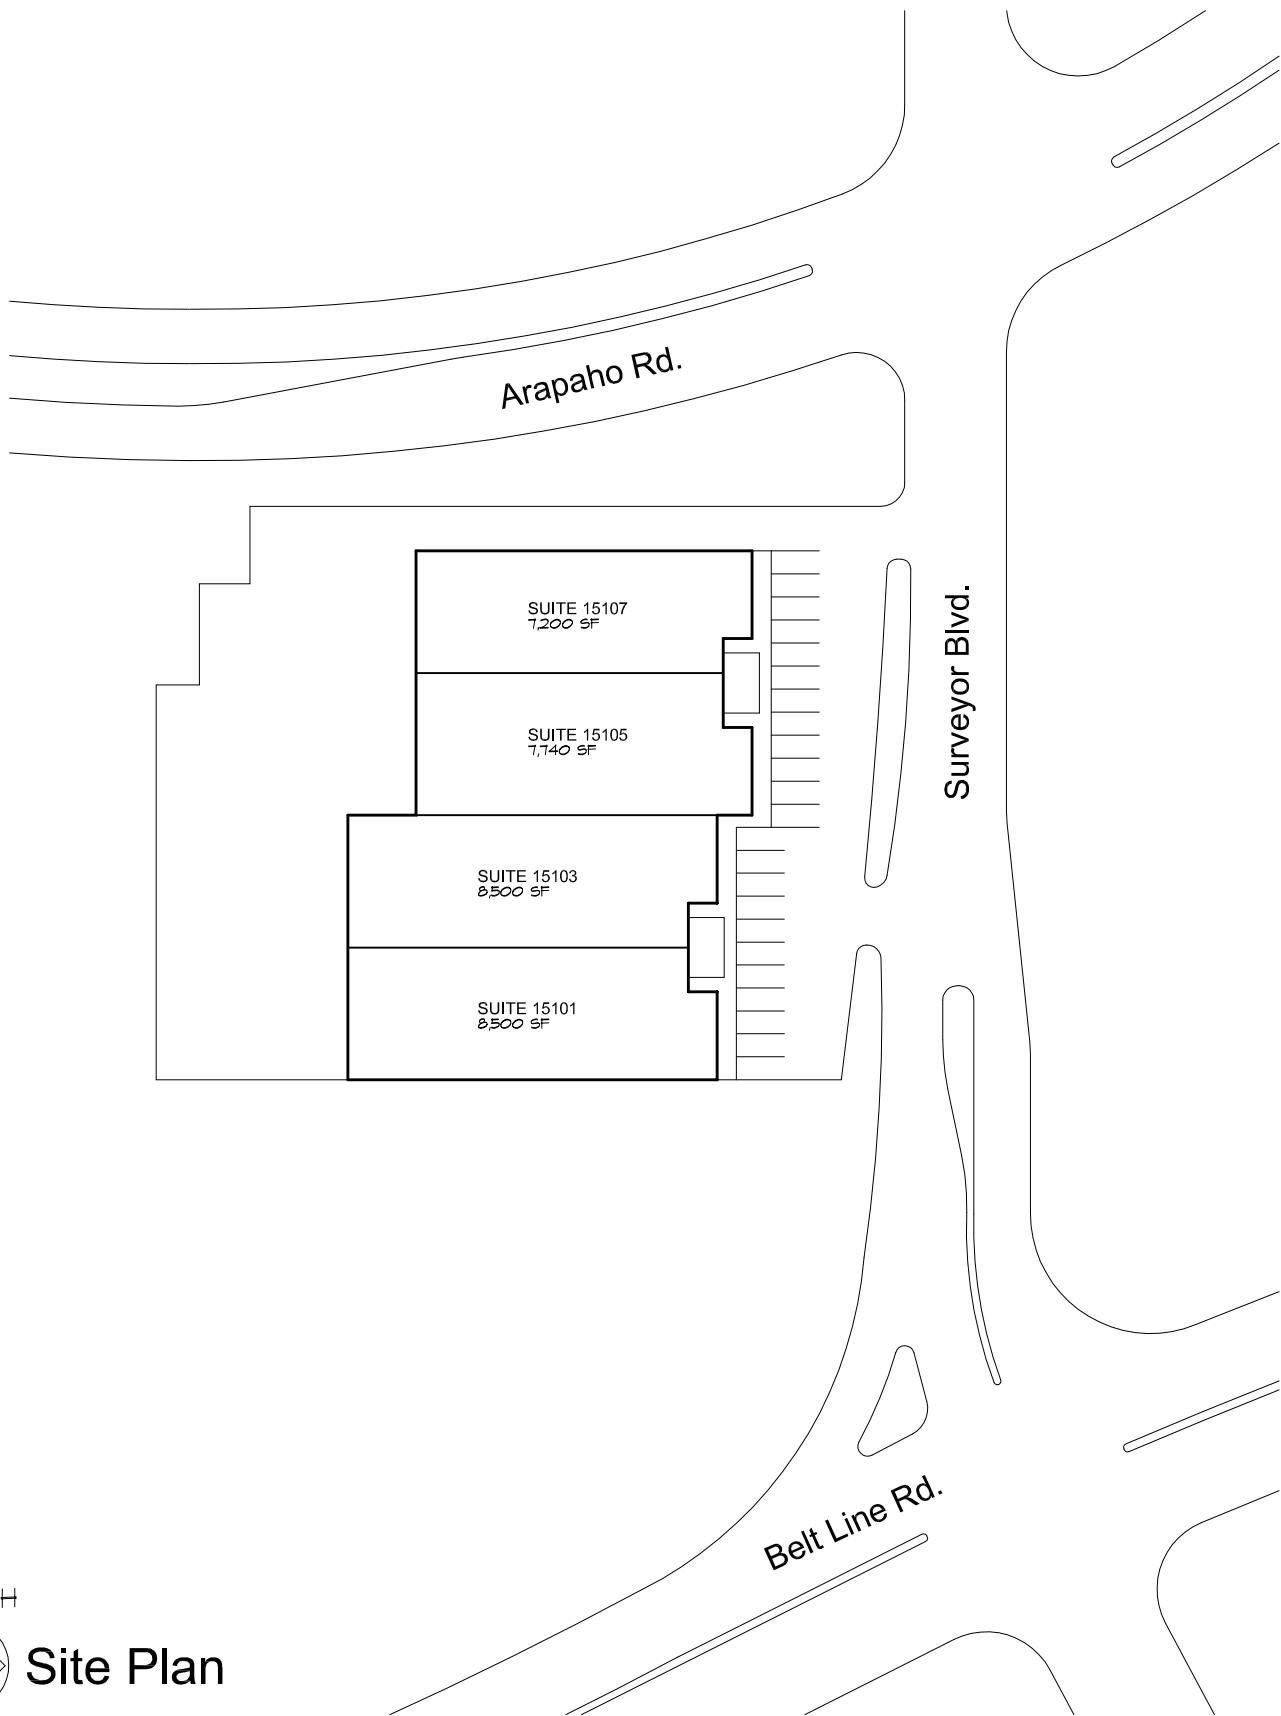 Arapaho Rd.
SUITE 15107
7,200 SF
Surveyor Blvd.
SUITE 15105
7,740 SF
SUITE 15103
8,500 SF
SUITE 15101
8,500 SF
Belt Line Rd.
Site Plan